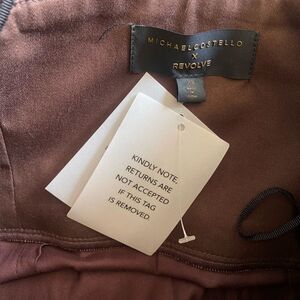 MICHAEL COSTELLO
X
REVOLVE
KINDLY NOTE,
RETURNS ARE
NOT ACCEPTED
IF THIS TAG
IS REMOVED.